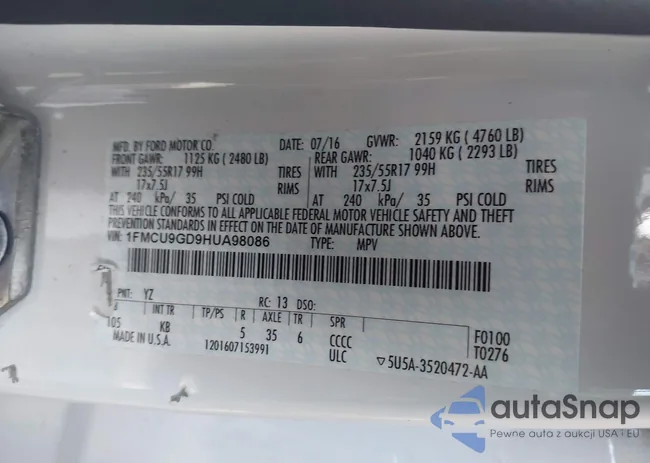 MFD. BY FORD MOTOR CO. DATE: 07/16 GVWR: 2159 KG ( 4760 LB)
FRONT GAWR: 1125 KG ( 2480 LB) REAR GAWR: 1040 KG ( 2293 LB)
WITH 235/55R17 99H TIRES WITH 235/55R17 99H TIRES
17x7.5J RIMS 17x7.5J RIMS
AT 240 kPa/ 35 PSI COLD AT 240 kPa/ 35 PSI COLD
THIS VEHICLE CONFORMS TO ALL APPLICABLE FEDERAL MOTOR VEHICLE SAFETY AND THEFT
PREVENTION STANDARDS IN EFFECT ON THE DATE OF MANUFACTURE SHOWN ABOVE.
VIN: 1FMCU9GD9HUA98086 TYPE: MPV
PNT: YZ RC: 13 DSO:
INT TR TP/PS R AXLE TR SPR
105 KB 5 35 6 CCCC F0100
MADE IN U.S.A. 1201607153991 ULC ▽5U5A-3520472-AA T0276
autaSnap
Pewne auta z aukcji USA i EU